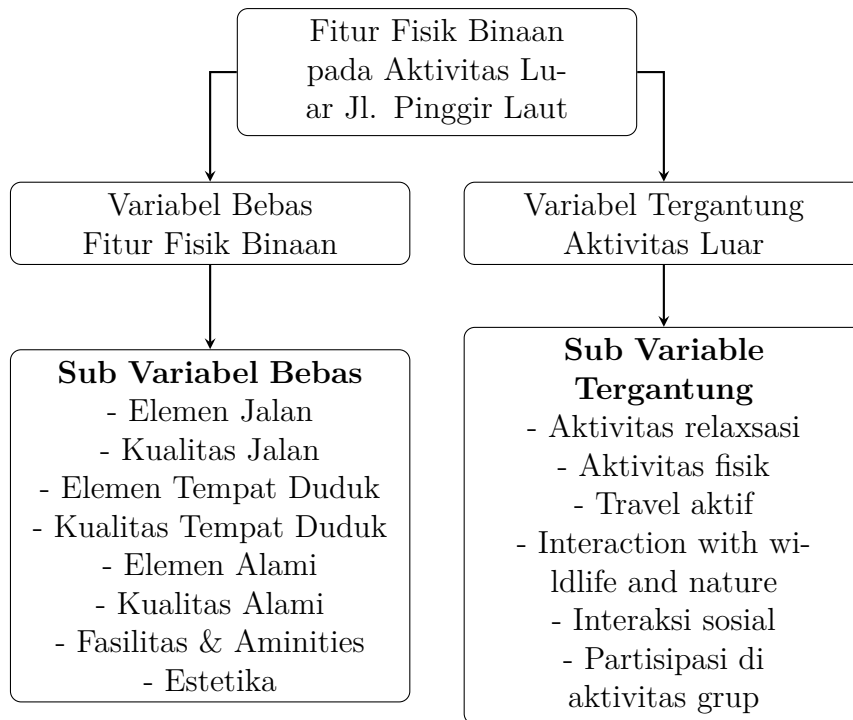 Fitur Fisik Binaan
pada Aktivitas Lu-
ar Jl. Pinggir Laut
Variabel Bebas
Fitur Fisik Binaan
Variabel Tergantung
Aktivitas Luar
Sub Variabel Bebas
- Elemen Jalan
- Kualitas Jalan
- Elemen Tempat Duduk
- Kualitas Tempat Duduk
- Elemen Alami
- Kualitas Alami
- Fasilitas & Aminities
- Estetika
Sub Variable
Tergantung
- Aktivitas relaxsasi
- Aktivitas fisik
- Travel aktif
- Interaction with wi-
ldlife and nature
- Interaksi sosial
- Partisipasi di
aktivitas grup